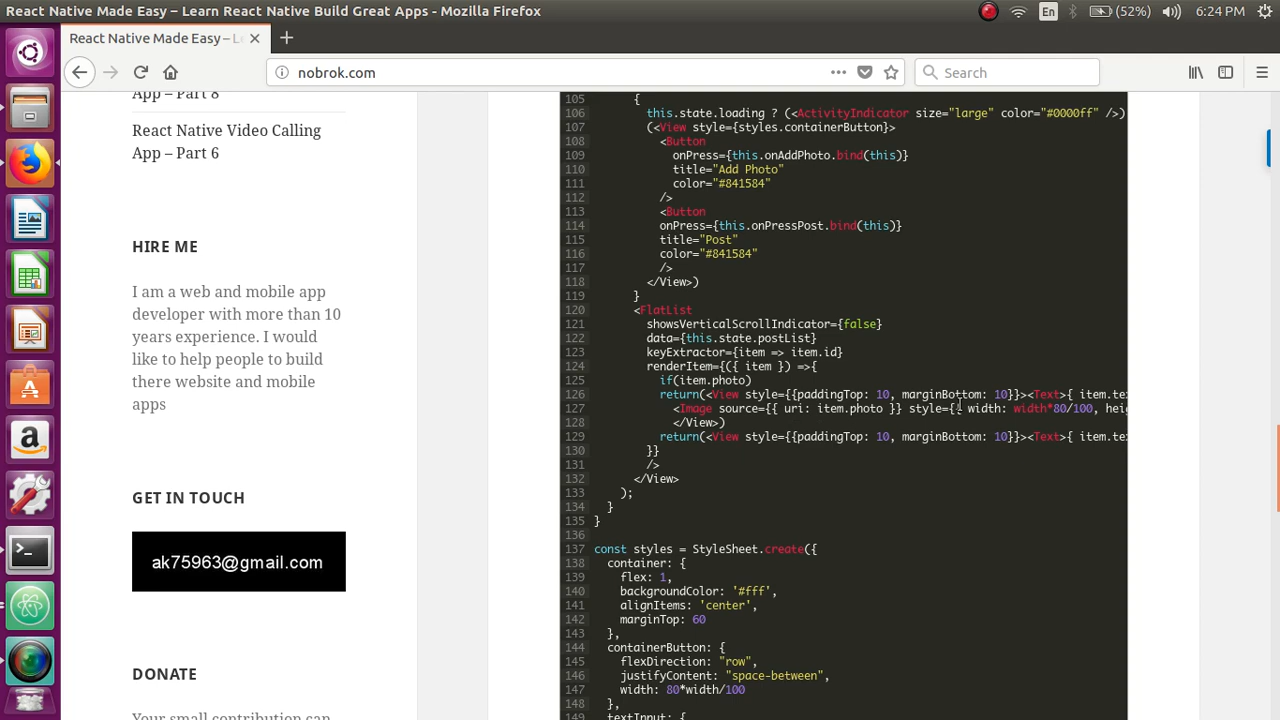 React Native Made Easy – Learn React Native Build Great Apps - Mozilla Firefox
En
(52%)
6:24 PM
React Native Made Easy – Le
nobrok.com
Search
App – Part 8
React Native Video Calling
App – Part 6
HIRE ME
I am a web and mobile app
developer with more than 10
years experience. I would
like to help people to build
there website and mobile
apps
GET IN TOUCH
ak75963@gmail.com
DONATE
Your small contribution can
105 {
106 this.state.loading ? (<ActivityIndicator size="large" color="#0000ff" />)
107 (<View style={styles.containerButton}>
108 <Button
109 onPress={this.onAddPhoto.bind(this)}
110 title="Add Photo"
111 color="#841584"
112 />
113 <Button
114 onPress={this.onPressPost.bind(this)}
115 title="Post"
116 color="#841584"
117 />
118 </View>)
119 }
120 <FlatList
121 showsVerticalScrollIndicator={false}
122 data={this.state.postList}
123 keyExtractor={item => item.id}
124 renderItem={({ item }) =>{
125 if(item.photo)
126 return(<View style={{paddingTop: 10, marginBottom: 10}}><Text>{ item.te
127 <Image source={{ uri: item.photo }} style={{ width: width*80/100, hei
128 </View>)
129 return(<View style={{paddingTop: 10, marginBottom: 10}}><Text>{ item.te
130 }}
131 />
132 </View>
133 );
134 }
135 }
136
137 const styles = StyleSheet.create({
138 container: {
139 flex: 1,
140 backgroundColor: '#fff',
141 alignItems: 'center',
142 marginTop: 60
143 },
144 containerButton: {
145 flexDirection: "row",
146 justifyContent: "space-between",
147 width: 80*width/100
148 },
149 textInput: {